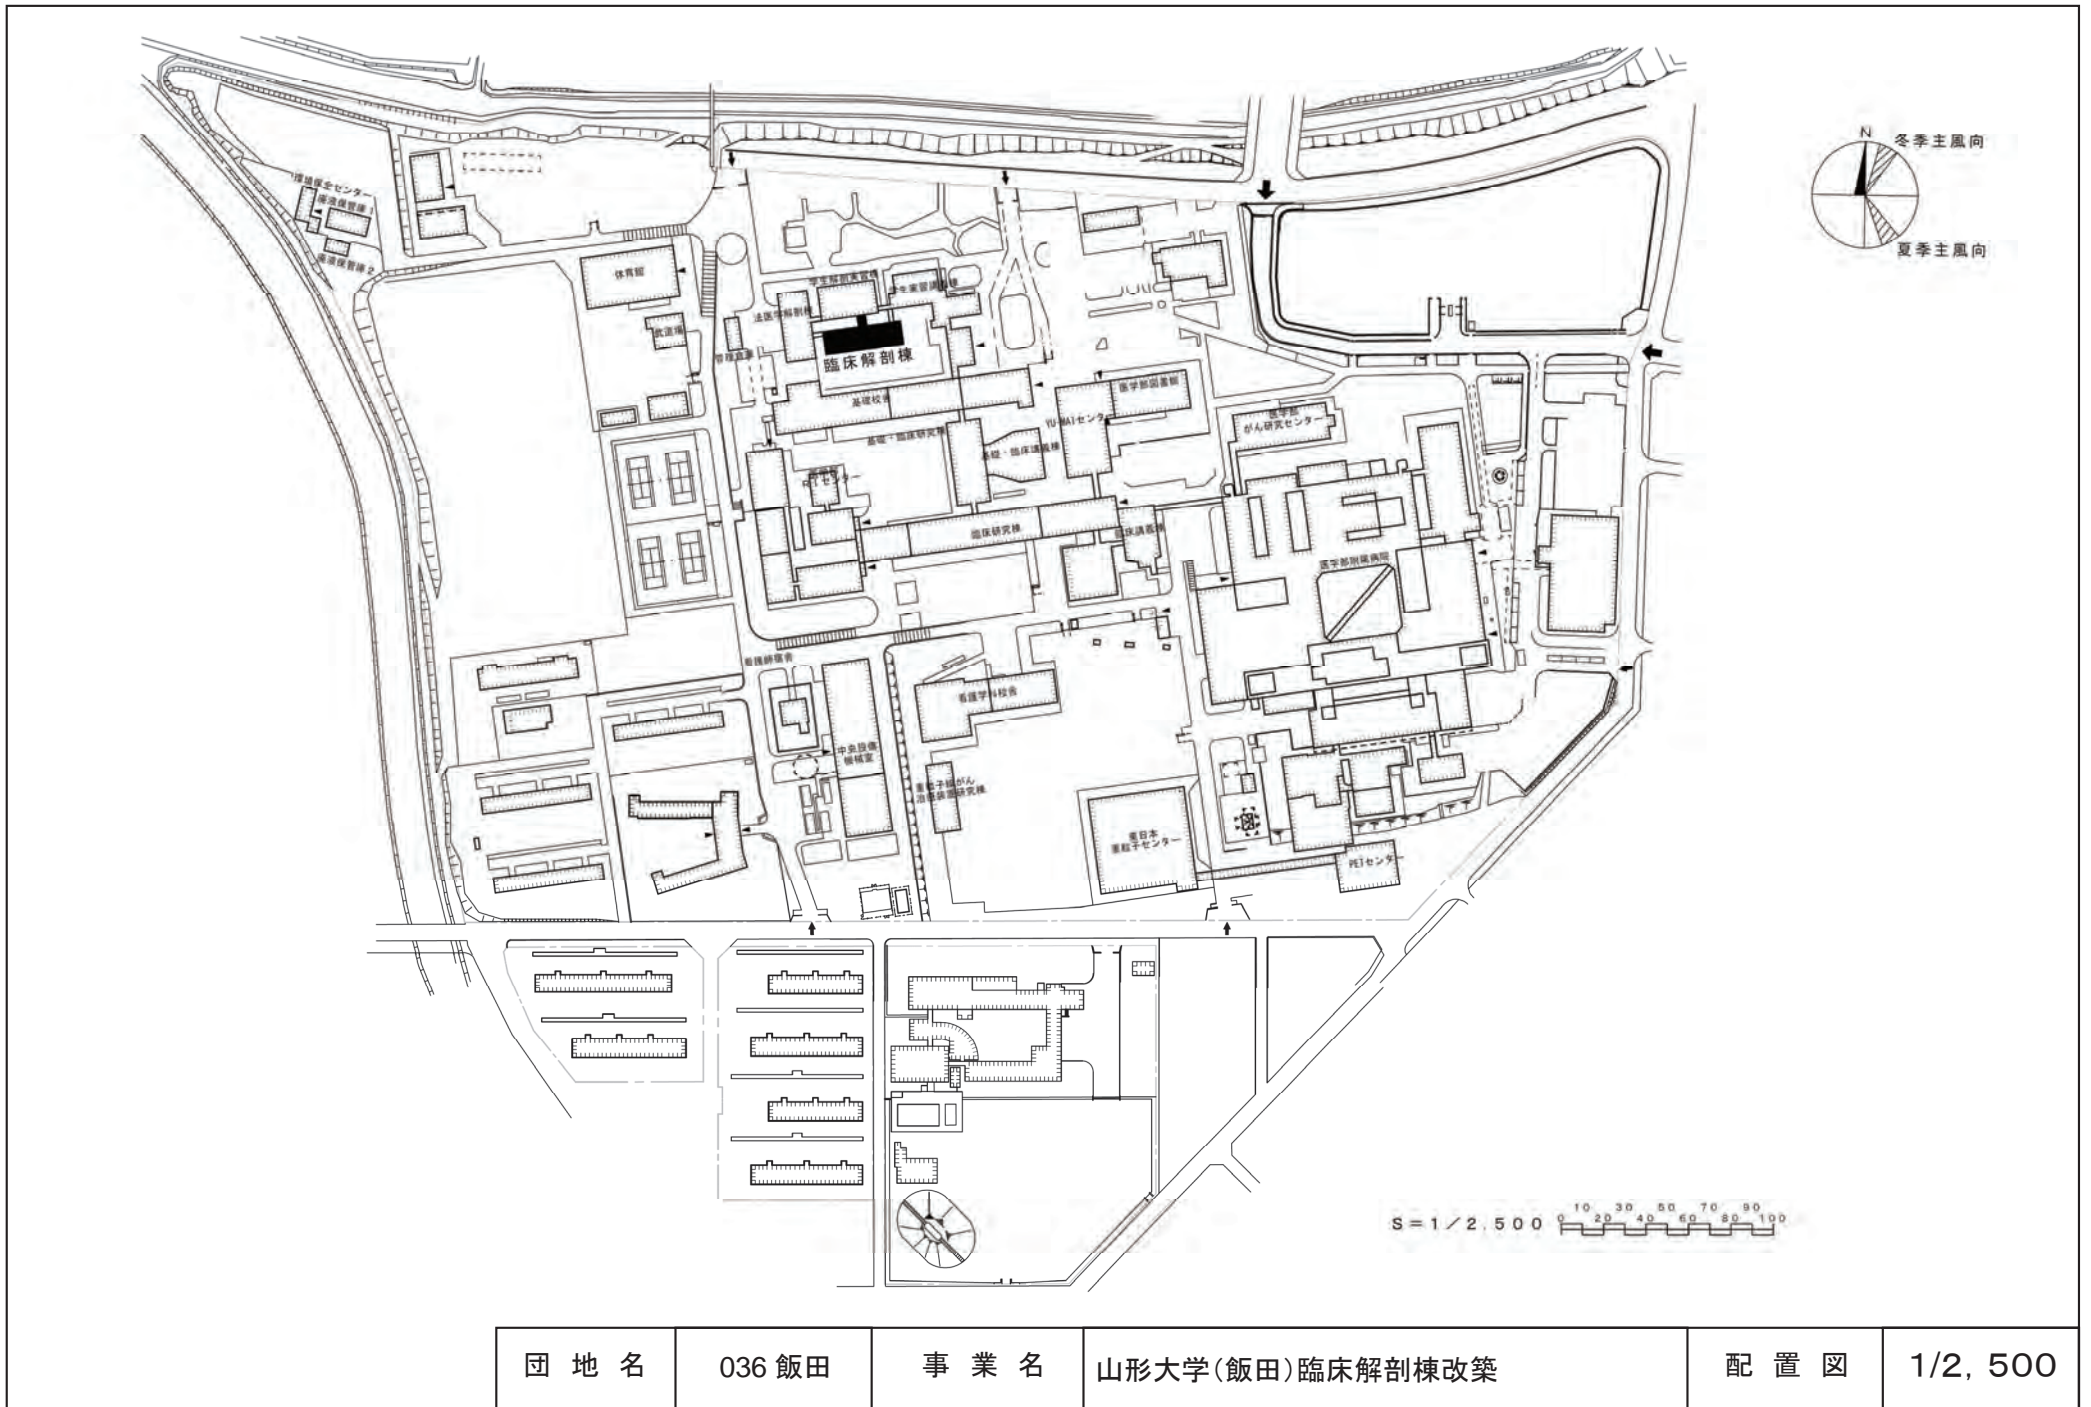 N
冬季主風向
夏季主風向
環境保全センター
廃液保管庫1
廃液保管庫2
体育館
武道場
学生解剖実習棟
学生実習講義棟
法医学解剖棟
臨床解剖棟
基礎校舎
医学部図書館
YU-MAIセンター
医学部
がん研究センター
基礎・臨床研究棟
基礎・臨床講義棟
RIセンター
臨床研究棟
臨床講義棟
医学部附属病院
看護師宿舎
看護学科校舎
中央設備
機械室
重粒子線がん
治療装置研究棟
東日本
重粒子センター
PETセンター
S=1/2,500
0 10 20 30 40 50 60 70 80 90 100
団地名
036 飯田
事業名
山形大学(飯田)臨床解剖棟改築
配置図
1/2,500